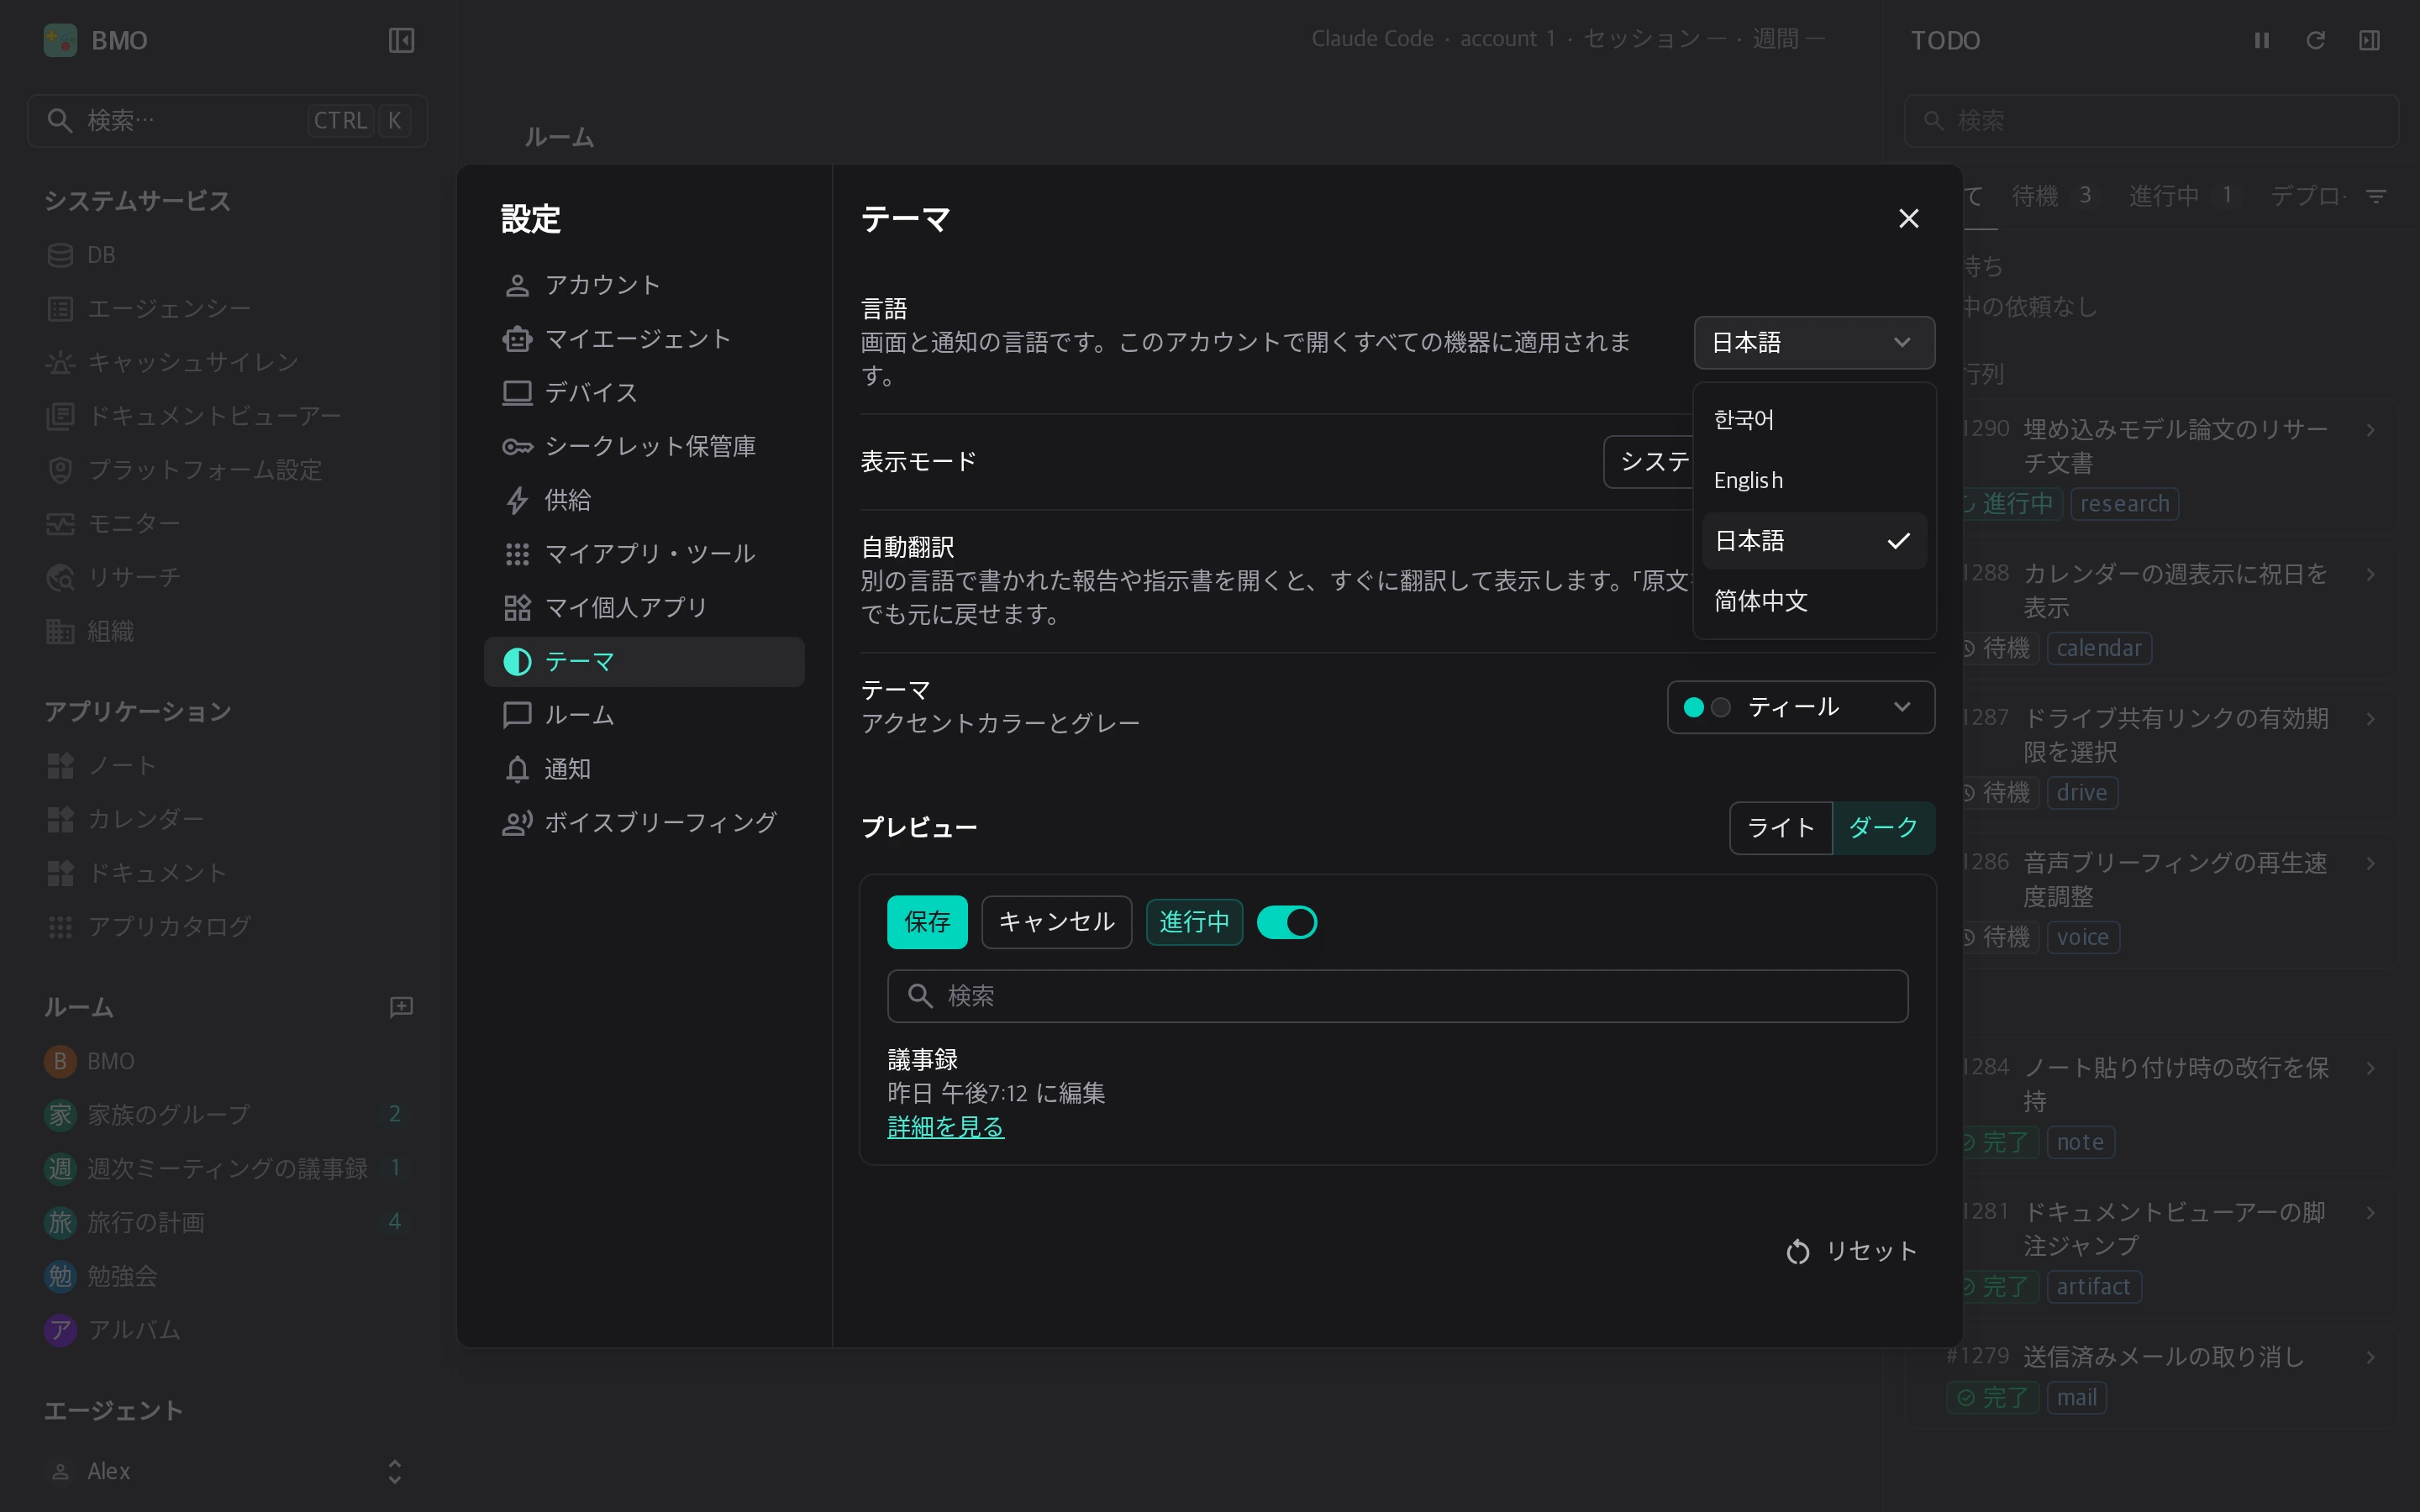 BMO
検索…
CTRL K
システムサービス
DB
エージェンシー
キャッシュサイレン
ドキュメントビューアー
プラットフォーム設定
モニター
リサーチ
組織
アプリケーション
ノート
カレンダー
ドキュメント
アプリカタログ
ルーム
B BMO
家 家族のグループ 2
週 週次ミーティングの議事録 1
旅 旅行の計画 4
勉 勉強会
ア アルバム
エージェント
Alex
Claude Code · account 1 · セッション — · 週間 —
ルーム
設定
アカウント
マイエージェント
デバイス
シークレット保管庫
供給
マイアプリ・ツール
マイ個人アプリ
テーマ
ルーム
通知
ボイスブリーフィング
テーマ
言語
画面と通知の言語です。このアカウントで開くすべての機器に適用されま
す。
日本語
한국어
English
日本語
简体中文
表示モード
システ
自動翻訳
別の言語で書かれた報告や指示書を開くと、すぐに翻訳して表示します。「原文
でも元に戻せます。
テーマ
アクセントカラーとグレー
ティール
プレビュー
ライト ダーク
保存 キャンセル 進行中
検索
議事録
昨日 午後7:12 に編集
詳細を見る
リセット
TODO
検索
て 待機 3 進行中 1 デプロ
待ち
中の依頼なし
行列
1290 埋め込みモデル論文のリサー
チ文書
進行中 research
1288 カレンダーの週表示に祝日を
表示
待機 calendar
1287 ドライブ共有リンクの有効期
限を選択
待機 drive
1286 音声ブリーフィングの再生速
度調整
待機 voice
1284 ノート貼り付け時の改行を保
持
完了 note
1281 ドキュメントビューアーの脚
注ジャンプ
完了 artifact
#1279 送信済みメールの取り消し
完了 mail